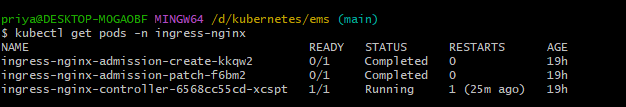 priya@DESKTOP-MOGAOBF MINGW64 /d/kubernetes/ems (main)
$ kubectl get pods -n ingress-nginx
NAME READY STATUS RESTARTS AGE
ingress-nginx-admission-create-kkqw2 0/1 Completed 0 19h
ingress-nginx-admission-patch-f6bm2 0/1 Completed 0 19h
ingress-nginx-controller-6568cc55cd-xcspt 1/1 Running 1 (25m ago) 19h